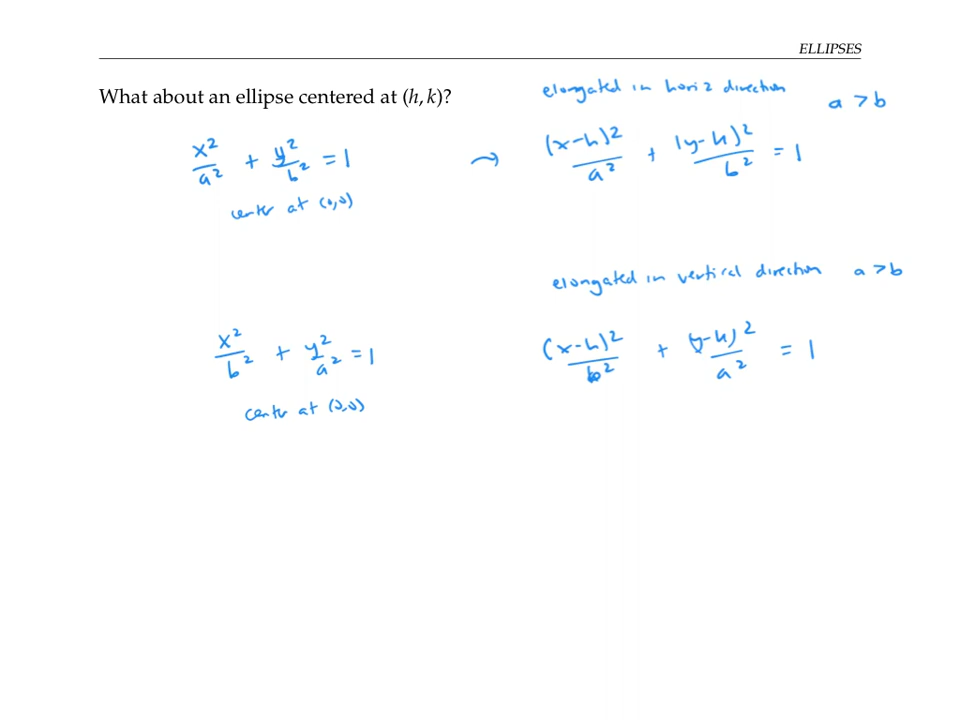 ELLIPSES
What about an ellipse centered at (h, k)?
elongated in horiz direction a > b
x²/a² + y²/b² = 1 → (x-h)²/a² + (y-k)²/b² = 1
center at (0,0)
elongated in vertical direction a > b
x²/b² + y²/a² = 1 (x-h)²/b² + (y-k)²/a² = 1
center at (0,0)